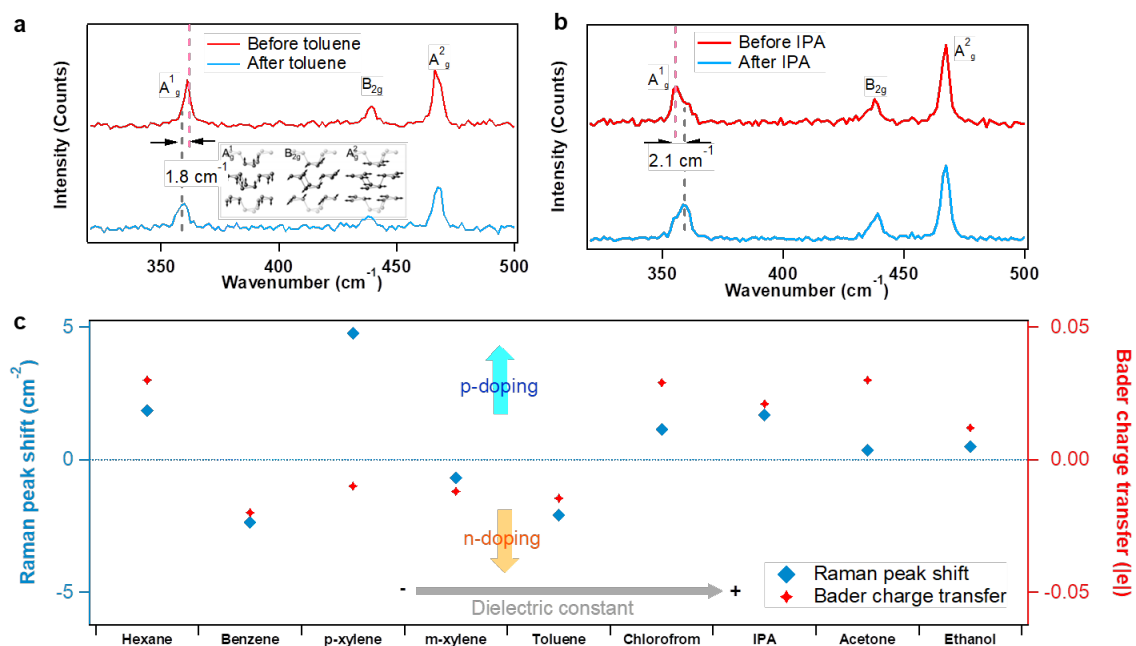 a
Before toluene
After toluene
A¹g
B2g
A²g
1.8 cm⁻¹
A¹g
B2g
A²g
Intensity (Counts)
350
400
450
500
Wavenumber (cm⁻¹)
b
Before IPA
After IPA
A¹g
B2g
A²g
2.1 cm⁻¹
Intensity (Counts)
350
400
450
500
Wavenumber (cm⁻¹)
c
Raman peak shift (cm⁻²)
5
0
-5
p-doping
n-doping
- +
Dielectric constant
Raman peak shift
Bader charge transfer
0.05
0.00
-0.05
Bader charge transfer (|e|)
Hexane
Benzene
p-xylene
m-xylene
Toluene
Chlorofrom
IPA
Acetone
Ethanol